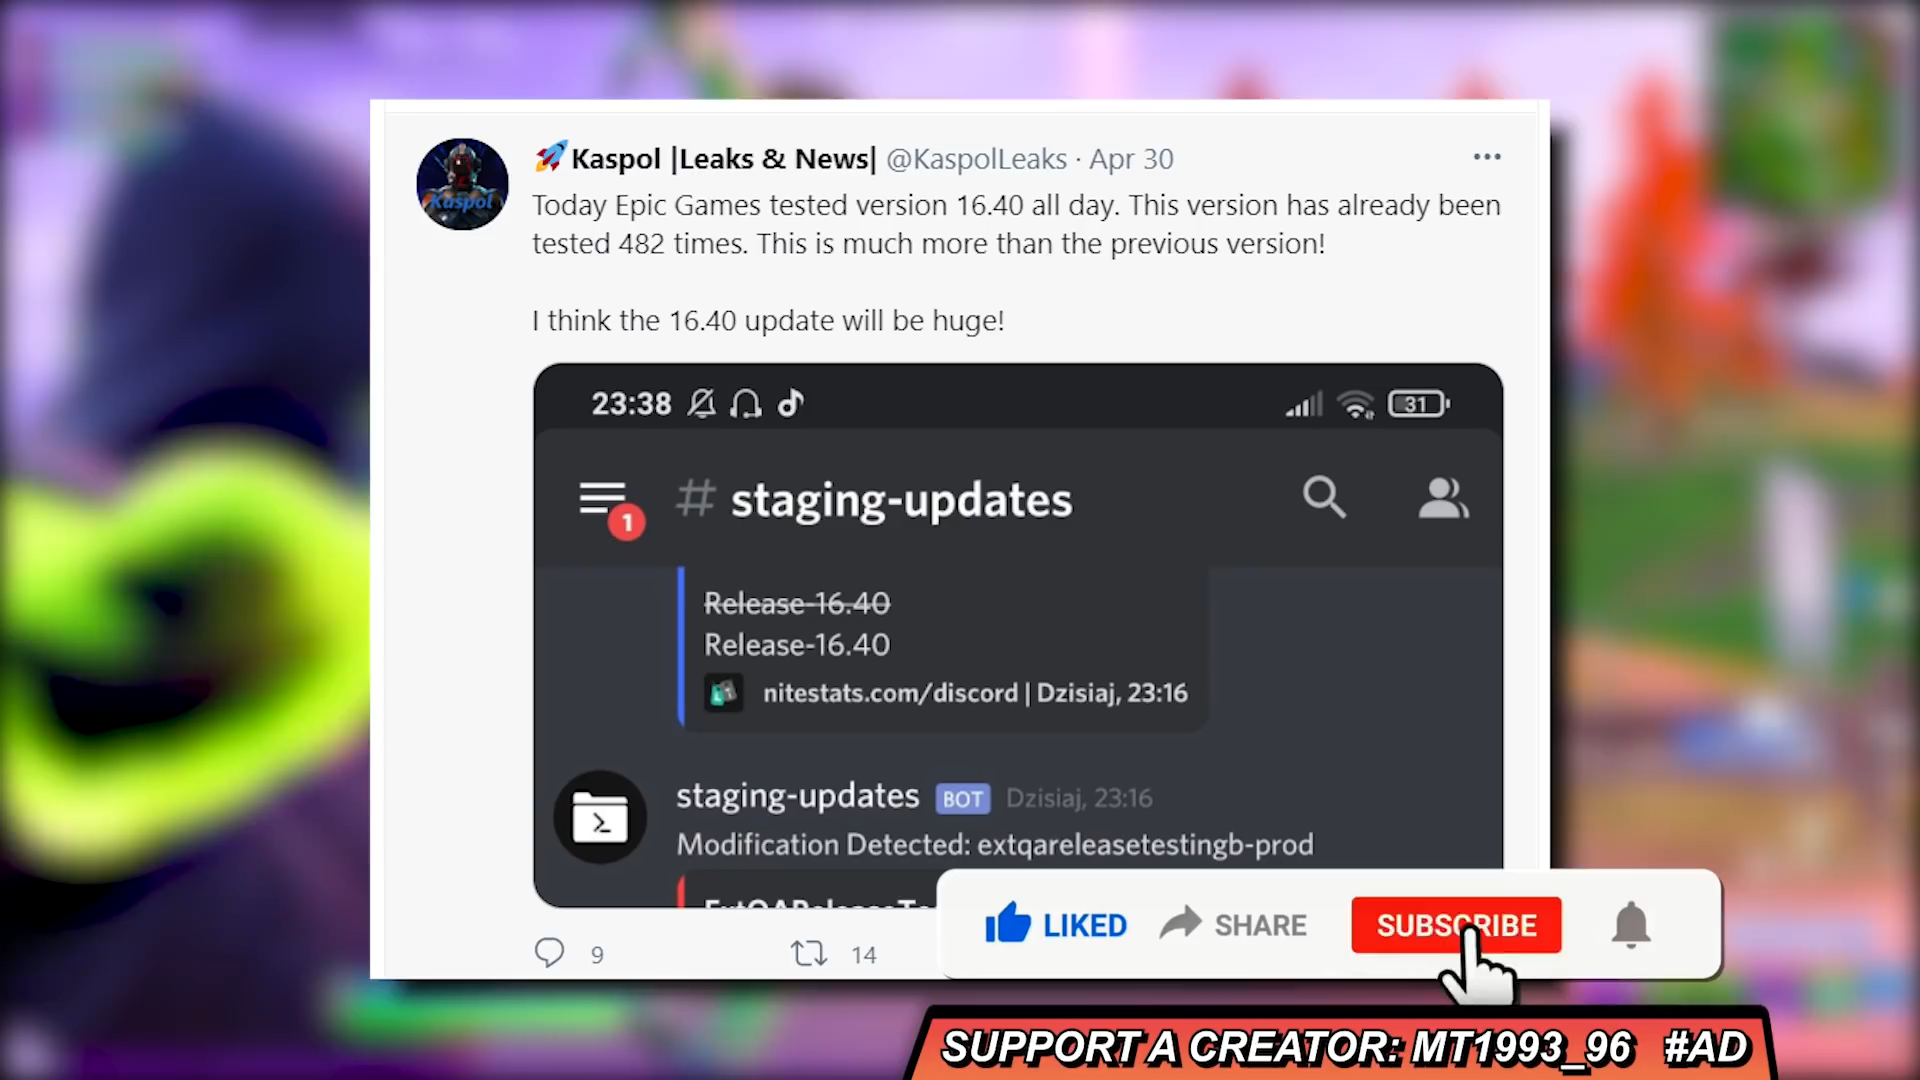 🚀Kaspol |Leaks & News| @KaspolLeaks · Apr 30
Kaspol
Today Epic Games tested version 16.40 all day. This version has already been
tested 482 times. This is much more than the previous version!
I think the 16.40 update will be huge!
23:38
31
1
# staging-updates
Release-16.40
Release-16.40
nitestats.com/discord | Dzisiaj, 23:16
staging-updates BOT Dzisiaj, 23:16
Modification Detected: extqareleasetestingb-prod
9
14
LIKED
SHARE
SUBSCRIBE
SUPPORT A CREATOR: MT1993_96 #AD